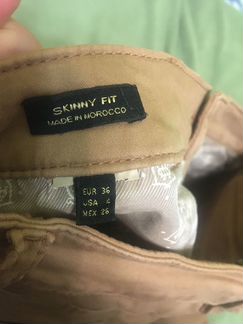 SKINNY FIT
MADE IN MOROCCO
EUR 36
USA 4
MEX 26